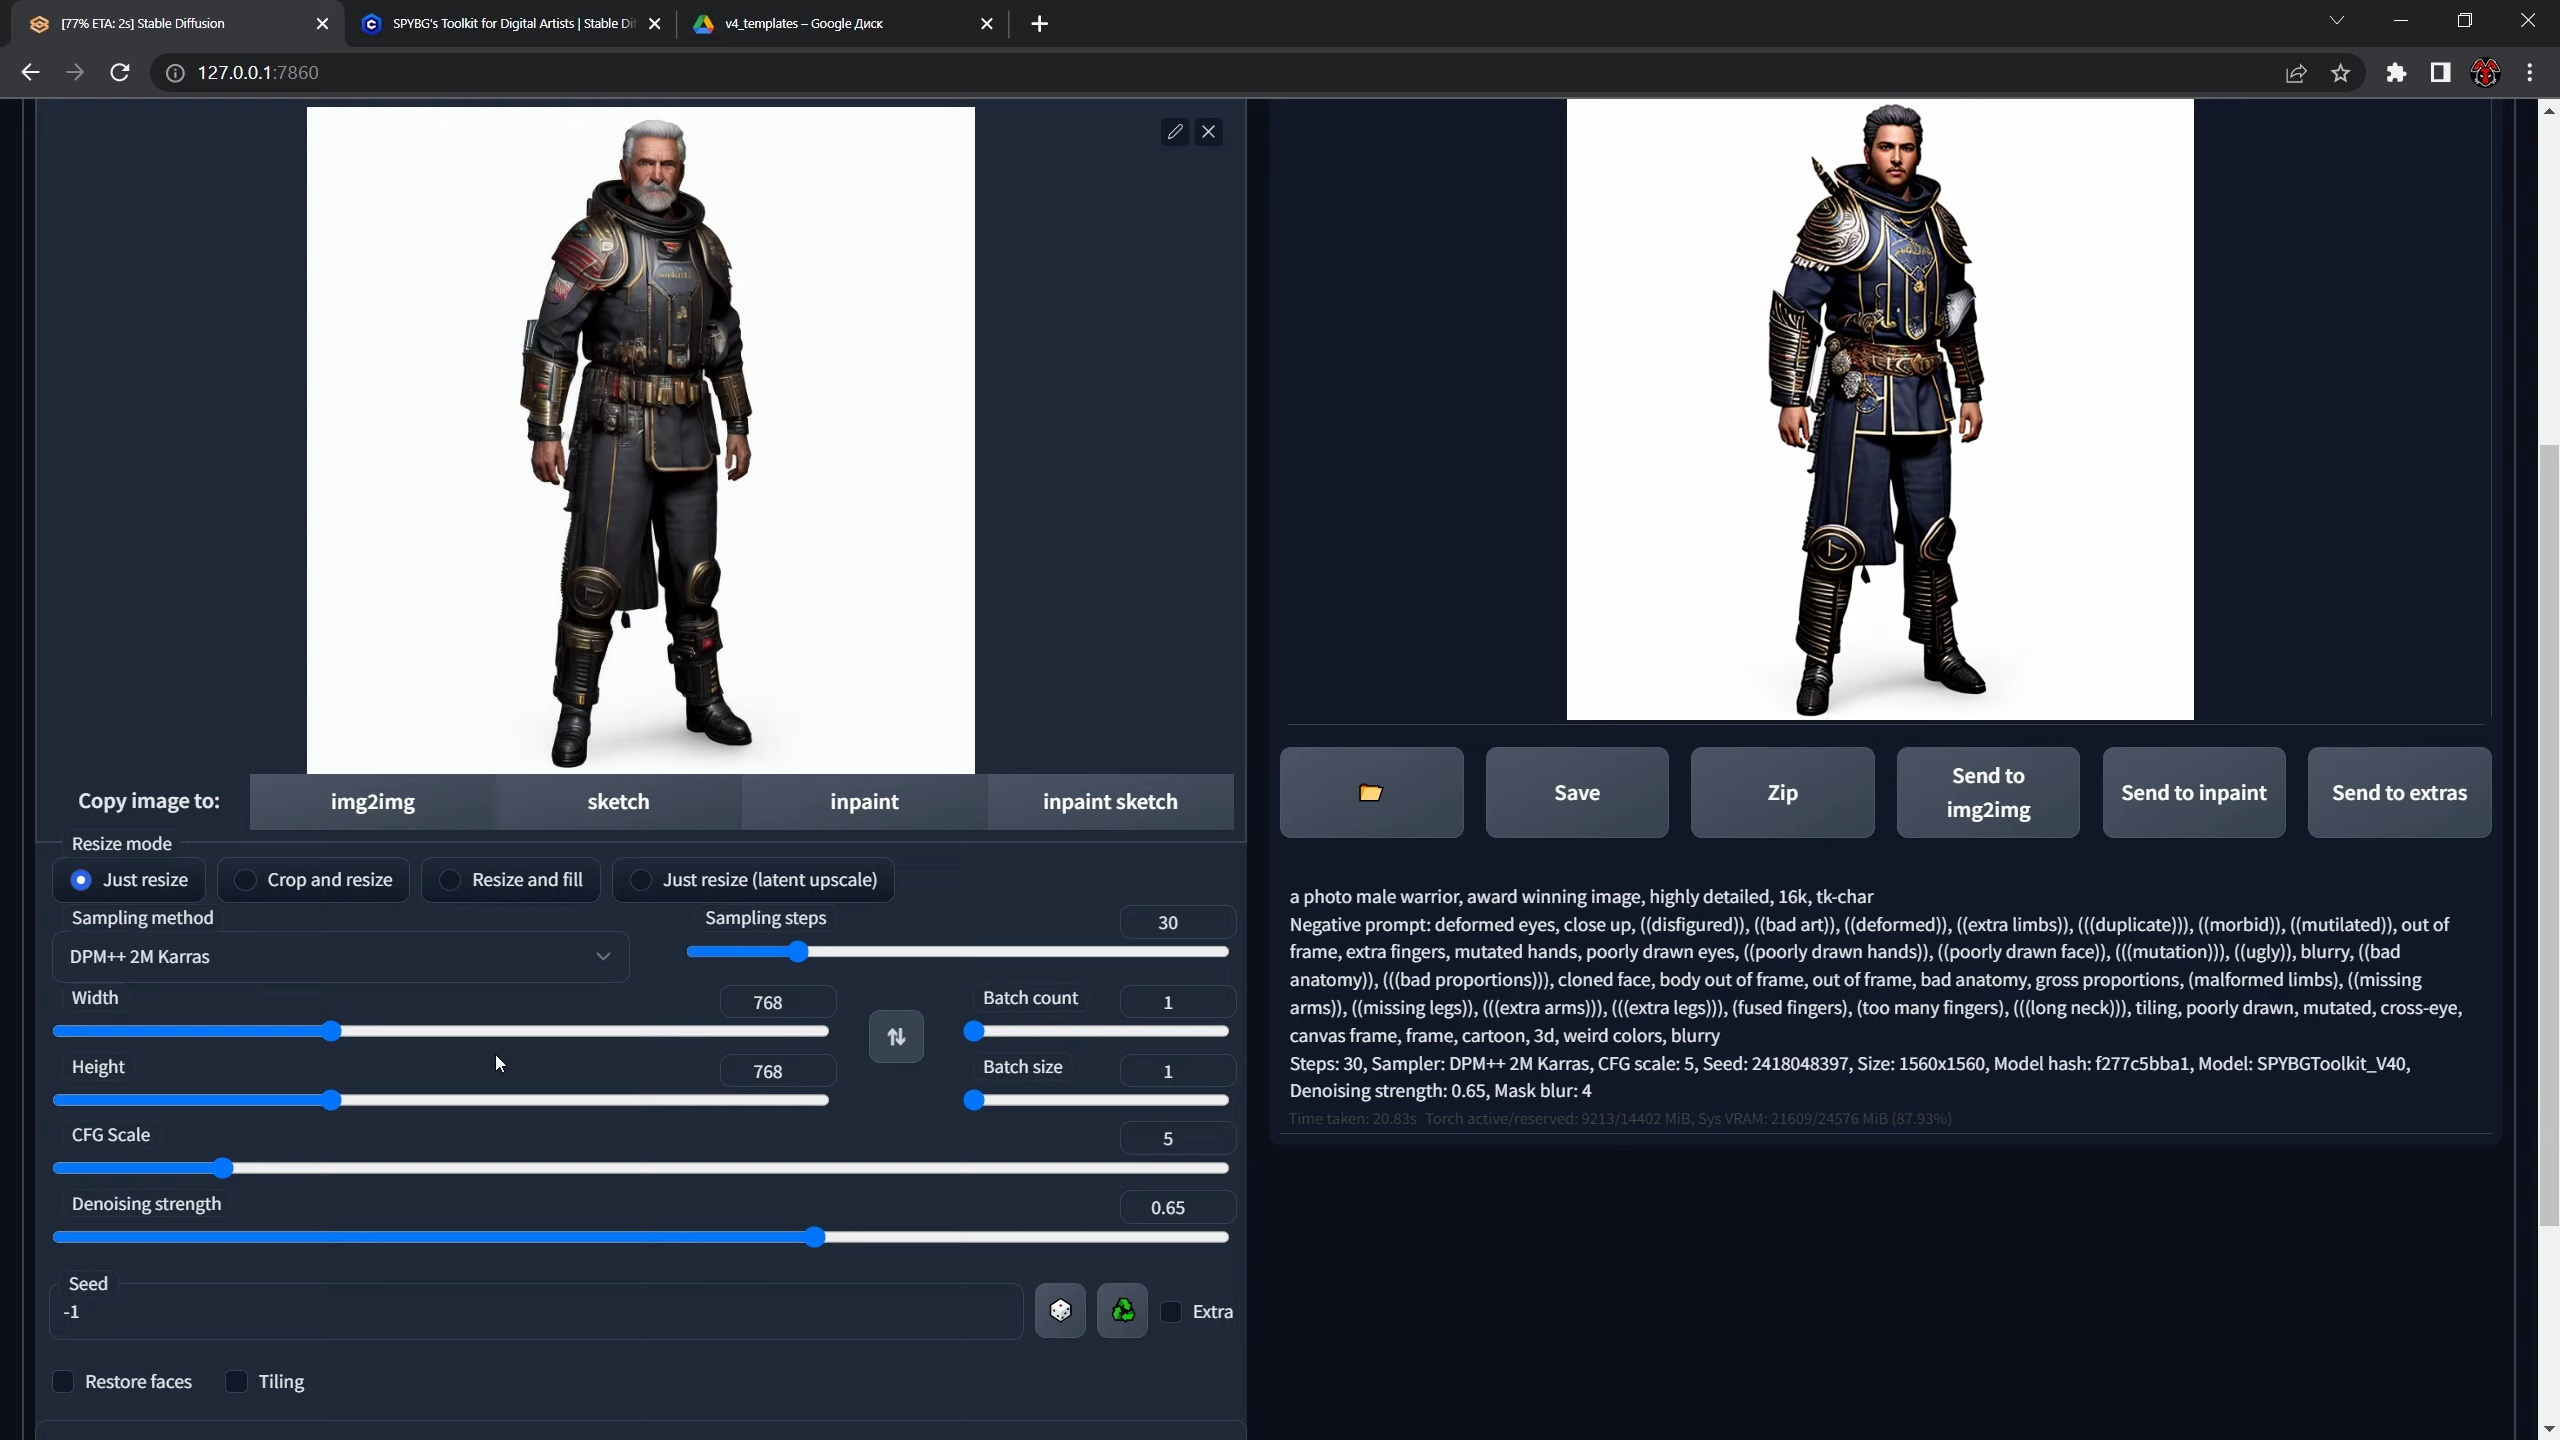 [77% ETA: 2s] Stable Diffusion
SPYBG's Toolkit for Digital Artists | Stable Di
v4_templates – Google Диск
127.0.0.1:7860
Copy image to:
img2img
sketch
inpaint
inpaint sketch
Resize mode
Just resize
Crop and resize
Resize and fill
Just resize (latent upscale)
Sampling method
DPM++ 2M Karras
Sampling steps
30
Width
768
Batch count
1
Height
768
Batch size
1
CFG Scale
5
Denoising strength
0.65
Seed
-1
Extra
Restore faces
Tiling
Save
Zip
Send to
img2img
Send to inpaint
Send to extras
a photo male warrior, award winning image, highly detailed, 16k, tk-char
Negative prompt: deformed eyes, close up, ((disfigured)), ((bad art)), ((deformed)), ((extra limbs)), (((duplicate))), ((morbid)), ((mutilated)), out of
frame, extra fingers, mutated hands, poorly drawn eyes, ((poorly drawn hands)), ((poorly drawn face)), (((mutation))), ((ugly)), blurry, ((bad
anatomy)), (((bad proportions))), cloned face, body out of frame, out of frame, bad anatomy, gross proportions, (malformed limbs), ((missing
arms)), ((missing legs)), (((extra arms))), (((extra legs))), (fused fingers), (too many fingers), (((long neck))), tiling, poorly drawn, mutated, cross-eye,
canvas frame, frame, cartoon, 3d, weird colors, blurry
Steps: 30, Sampler: DPM++ 2M Karras, CFG scale: 5, Seed: 2418048397, Size: 1560x1560, Model hash: f277c5bba1, Model: SPYBGToolkit_V40,
Denoising strength: 0.65, Mask blur: 4
Time taken: 20.83s Torch active/reserved: 9213/14402 MiB, Sys VRAM: 21609/24576 MiB (87.93%)